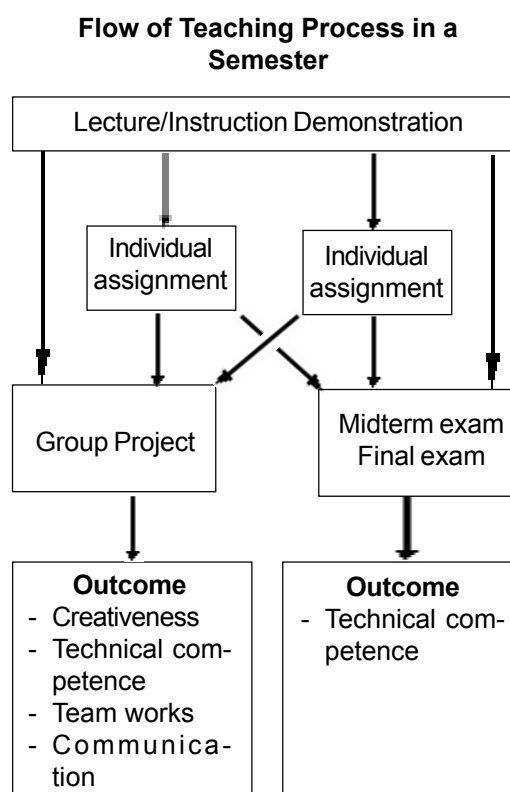 Flow of Teaching Process in a
Semester
Lecture/Instruction Demonstration
Individual
assignment
Individual
assignment
Group Project
Midterm exam
Final exam
Outcome
- Creativeness
- Technical com-
petence
- Team works
- Communica-
tion
Outcome
- Technical com-
petence